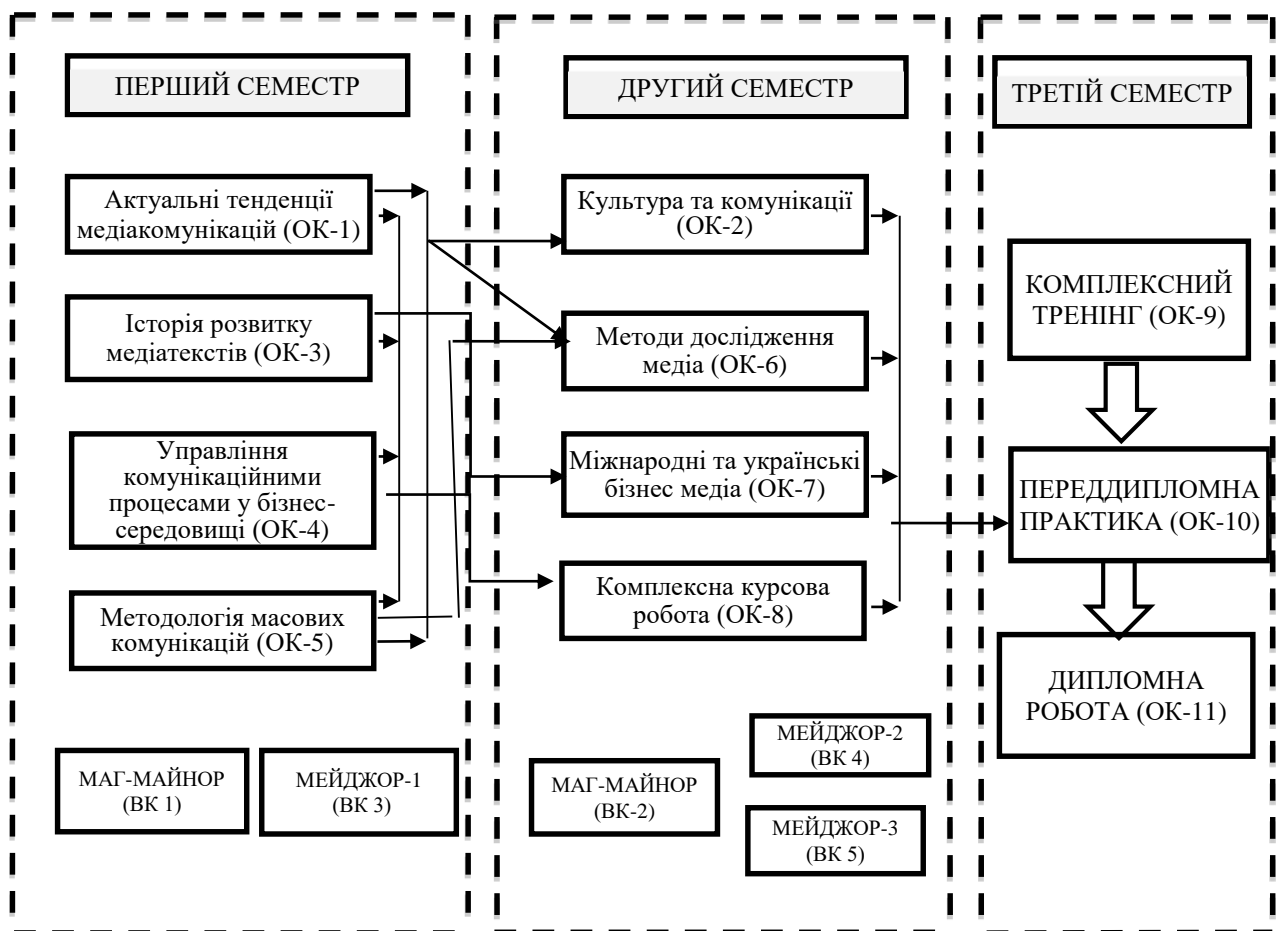 ПЕРШИЙ СЕМЕСТР
Актуальні тенденції
медіакомунікацій (ОК-1)
Історія розвитку
медіатекстів (ОК-3)
Управління
комунікаційними
процесами у бізнес-
середовищі (ОК-4)
Методологія масових
комунікацій (ОК-5)
МАГ-МАЙНОР
(ВК 1)
МЕЙДЖОР-1
(ВК 3)
ДРУГИЙ СЕМЕСТР
Культура та комунікації
(ОК-2)
Методи дослідження
медіа (ОК-6)
Міжнародні та українські
бізнес медіа (ОК-7)
Комплексна курсова
робота (ОК-8)
МАГ-МАЙНОР
(ВК-2)
МЕЙДЖОР-2
(ВК 4)
МЕЙДЖОР-3
(ВК 5)
ТРЕТІЙ СЕМЕСТР
КОМПЛЕКСНИЙ
ТРЕНІНГ (ОК-9)
ПЕРЕДДИПЛОМНА
ПРАКТИКА (ОК-10)
ДИПЛОМНА
РОБОТА (ОК-11)